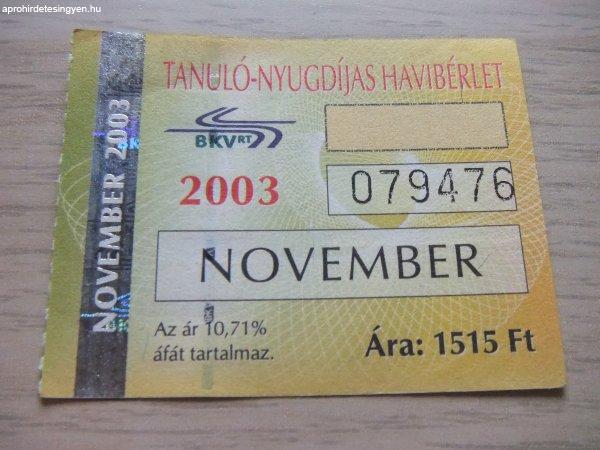 aprohirdetesingyen.hu
TANULÓ-NYUGDÍJAS HAVIBÉRLET
BKV RT
2003
079476
NOVEMBER
Az ár 10,71%
áfát tartalmaz.
Ára: 1515 Ft
NOVEMBER 2003